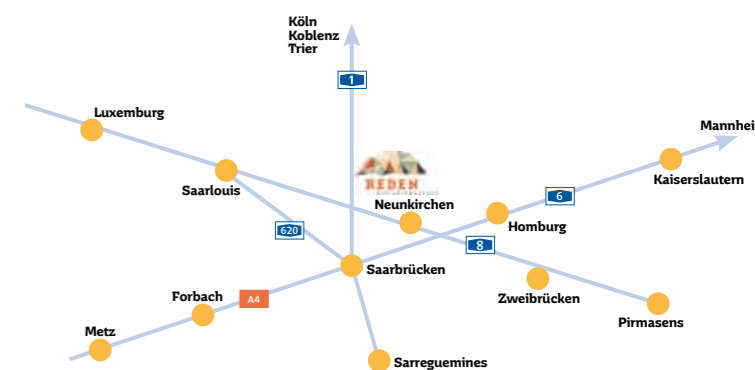 Köln
Koblenz
Trier
1
Luxemburg
Mannhei
Saarlouis
REDEN
Kaiserslautern
Neunkirchen
6
Homburg
620
8
Saarbrücken
Forbach
A4
Zweibrücken
Pirmasens
Metz
Sarreguemines